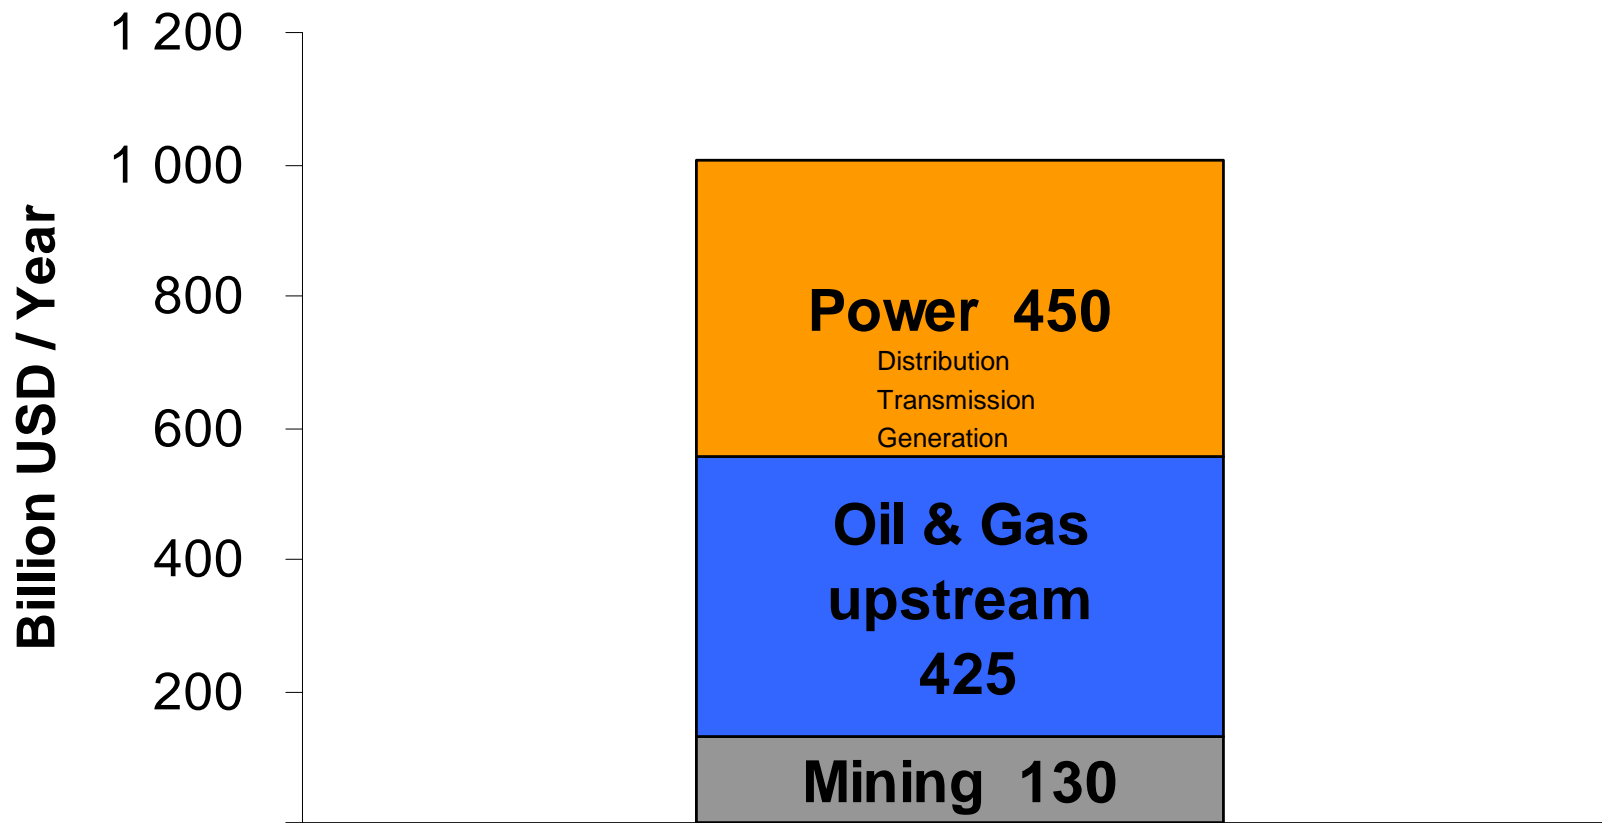 1 200
1 000
800
600
400
200
Billion USD / Year
Power 450
Distribution
Transmission
Generation
Oil & Gas
upstream
425
Mining 130